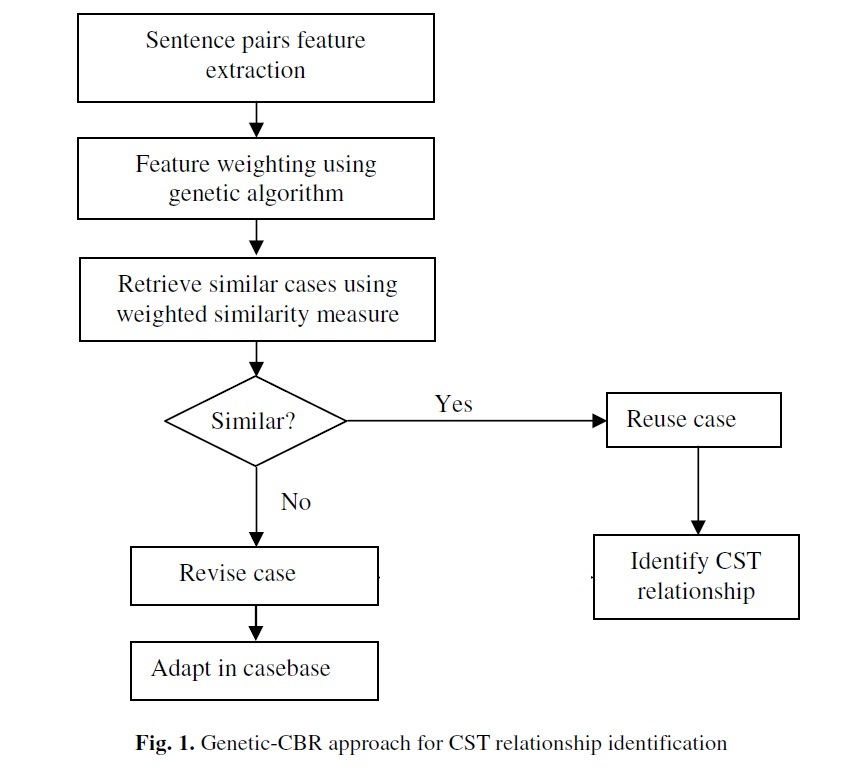 Sentence pairs feature
extraction
Feature weighting using
genetic algorithm
Retrieve similar cases using
weighted similarity measure
Similar?
Yes
Reuse case
No
Revise case
Identify CST
relationship
Adapt in casebase
Fig. 1. Genetic-CBR approach for CST relationship identification